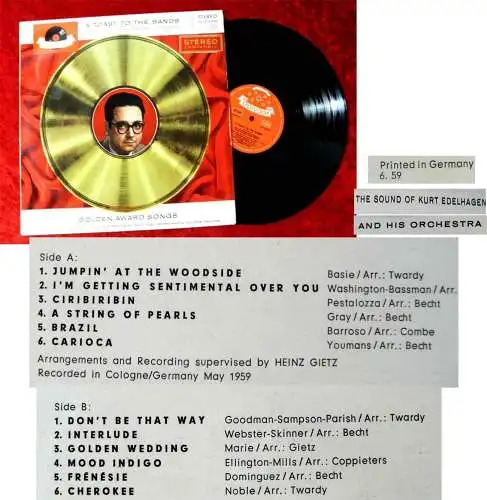 A TOAST TO THE BANDS
STEREO
STEREO
GOLDEN AWARD SONGS
Printed in Germany
6. 59
THE SOUND OF KURT EDELHAGEN
AND HIS ORCHESTRA
Side A:
1. JUMPIN' AT THE WOODSIDE Basie/Arr.: Twardy
2. I'M GETTING SENTIMENTAL OVER YOU Washington-Bassman/Arr.
3. CIRIBIRIBIN Pestalozza/Arr.: Becht
4. A STRING OF PEARLS Gray/Arr.: Becht
5. BRAZIL Barroso/Arr.: Combe
6. CARIOCA Youmans/Arr.: Becht
Arrangements and Recording supervised by HEINZ GIETZ
Recorded in Cologne/Germany May 1959
Side B:
1. DON'T BE THAT WAY Goodman-Sampson-Parish/Arr.: Twardy
2. INTERLUDE Webster-Skinner/Arr.: Becht
3. GOLDEN WEDDING Marie/Arr.: Gietz
4. MOOD INDIGO Ellington-Mills/Arr.: Coppieters
5. FRÉNÉSIE Dominguez/Arr.: Becht
6. CHEROKEE Noble/Arr.: Twardy